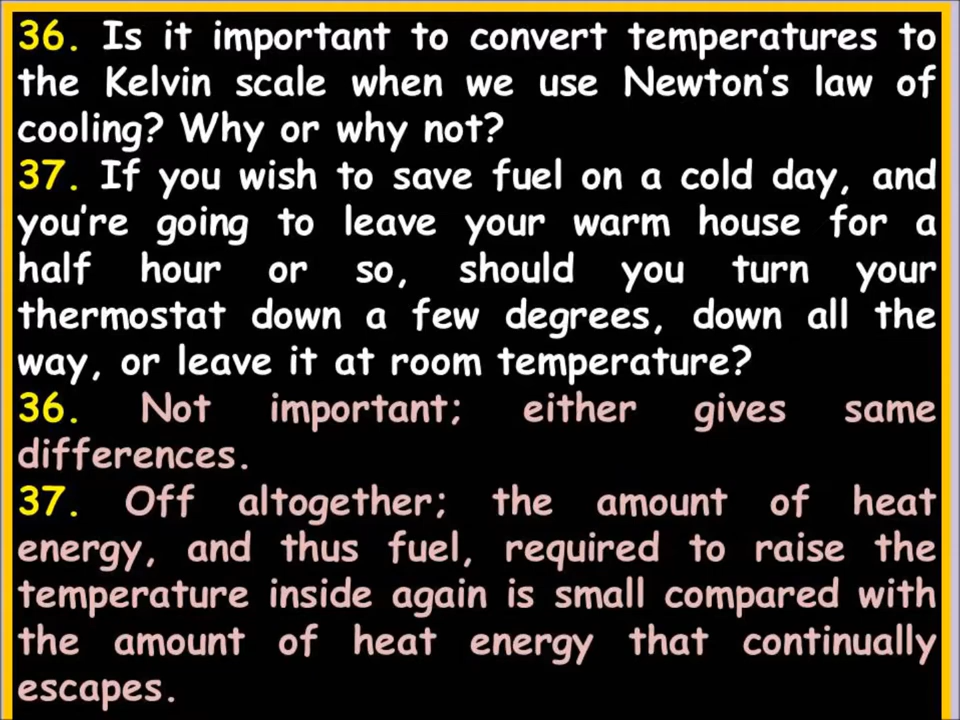 36. Is it important to convert temperatures to
the Kelvin scale when we use Newton's law of
cooling? Why or why not?
37. If you wish to save fuel on a cold day, and
you're going to leave your warm house for a
half hour or so, should you turn your
thermostat down a few degrees, down all the
way, or leave it at room temperature?
36. Not important; either gives same
differences.
37. Off altogether; the amount of heat
energy, and thus fuel, required to raise the
temperature inside again is small compared with
the amount of heat energy that continually
escapes.